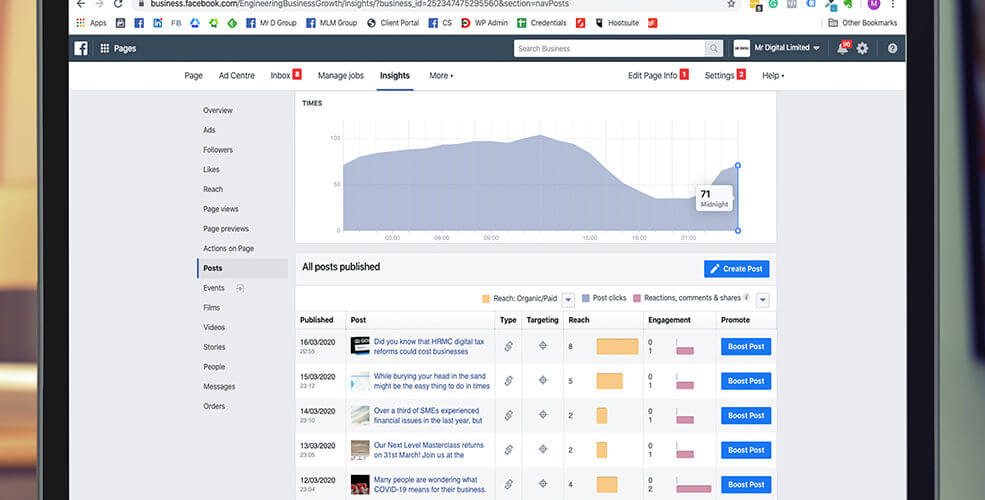 business.facebook.com/EngineeringBusinessGrowth/insights/?business_id=252347475295560&section=navPosts
Apps Mr D Group MLM Group Client Portal CS WP Admin Credentials Hootsuite Other Bookmarks
Pages Search Business Mr Digital Limited 96
Page Ad Centre Inbox 8 Manage jobs Insights More Edit Page Info 1 Settings 2 Help
Overview
Ads
Followers
Likes
Reach
Page views
Page previews
Actions on Page
Posts
Events
Films
Videos
Stories
People
Messages
Orders
TIMES
100
50
0
71
Midnight
03:00 06:00 09:00 15:00 18:00 21:00
All posts published Create Post
Reach: Organic/Paid Post clicks Reactions, comments & shares
Published Post Type Targeting Reach Engagement Promote
16/03/2020
20:55
Did you know that HRMC digital tax
reforms could cost businesses
8
0
1
Boost Post
15/03/2020
23:12
While burying your head in the sand
might be the easy thing to do in times
5
0
1
Boost Post
14/03/2020
23:10
Over a third of SMEs experienced
financial issues in the last year, but
2
0
1
Boost Post
13/03/2020
23:05
Our Next Level Masterclass returns
on 31st March! Join us at the
2
0
1
Boost Post
12/03/2020
23:04
Many people are wondering what
COVID-19 means for their business.
4
0
2
Boost Post